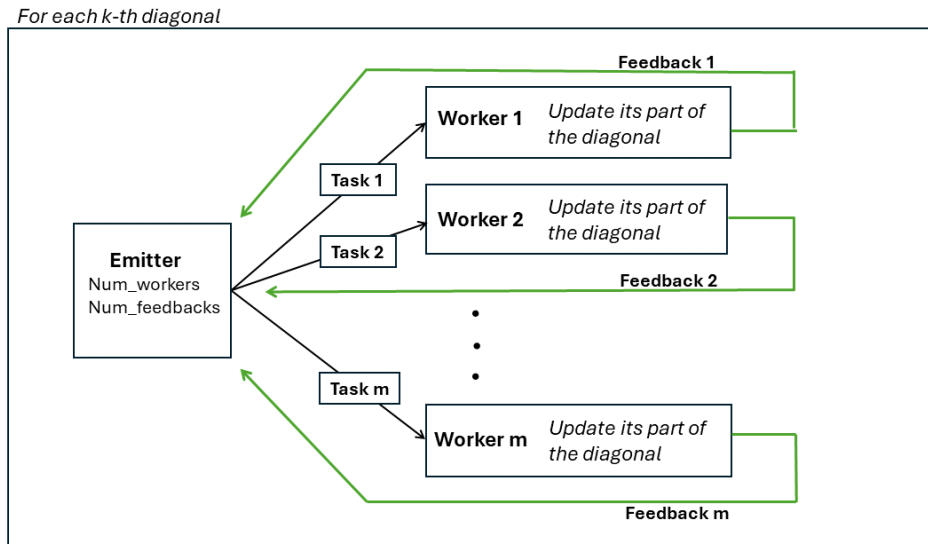 For each k-th diagonal
Feedback 1
Worker 1
Update its part of
the diagonal
Task 1
Worker 2
Update its part of
the diagonal
Task 2
Emitter
Num_workers
Num_feedbacks
Feedback 2
Task m
Worker m
Update its part of
the diagonal
Feedback m